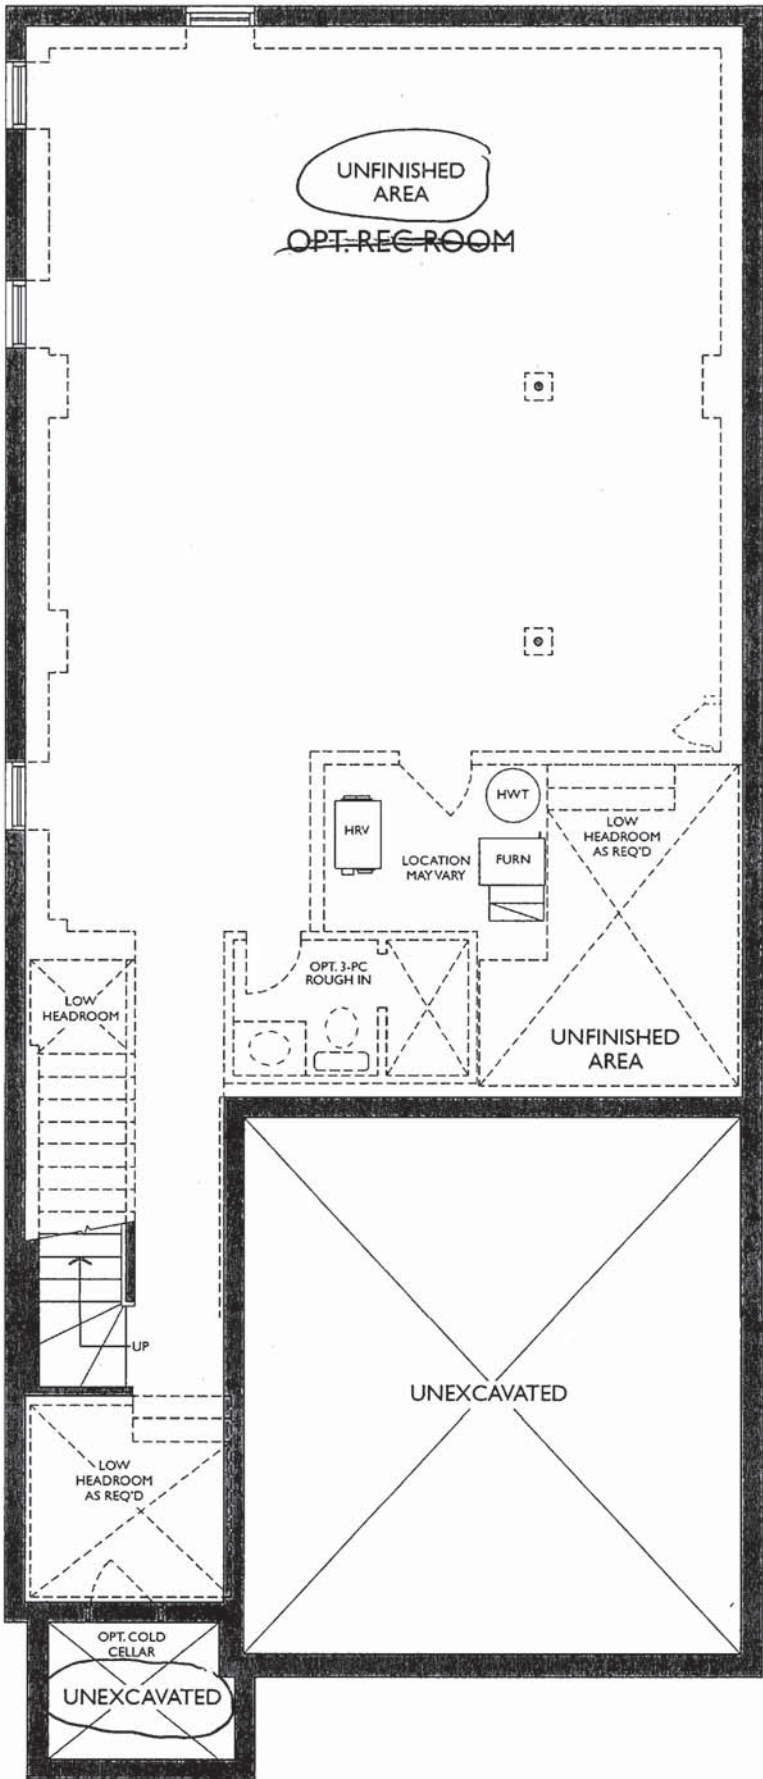 UNFINISHED
AREA
OPT. REC ROOM
HWT
HRV
LOW
HEADROOM
AS REQ'D
LOCATION
MAY VARY
FURN
OPT. 3-PC
ROUGH IN
LOW
HEADROOM
UNFINISHED
AREA
UP
UNEXCAVATED
LOW
HEADROOM
AS REQ'D
OPT. COLD
CELLAR
UNEXCAVATED